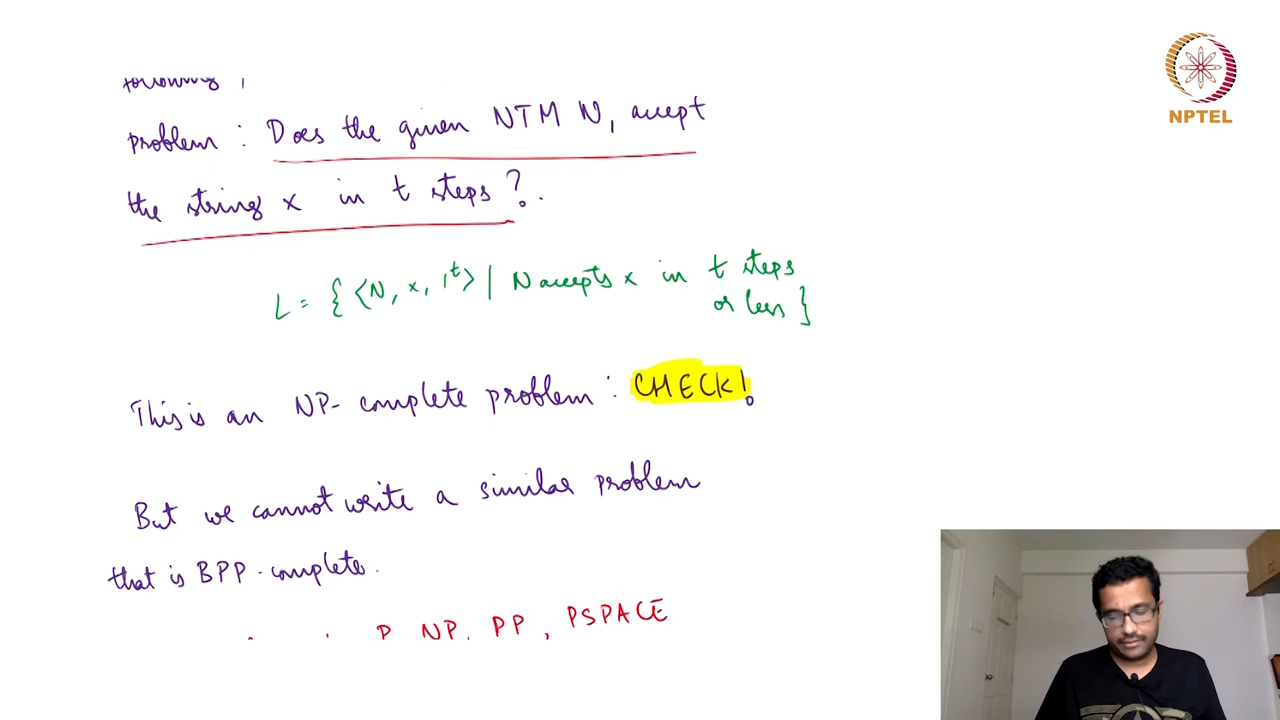 following
problem : Does the given NTM N, accept
the string x in t steps ?.
L = { ⟨N, x, 1^t⟩ | N accepts x in t steps
or less }
This is an NP- complete problem : CHECK!
But we cannot write a similar problem
that is BPP-complete.
P NP, PP, PSPACE
NPTEL